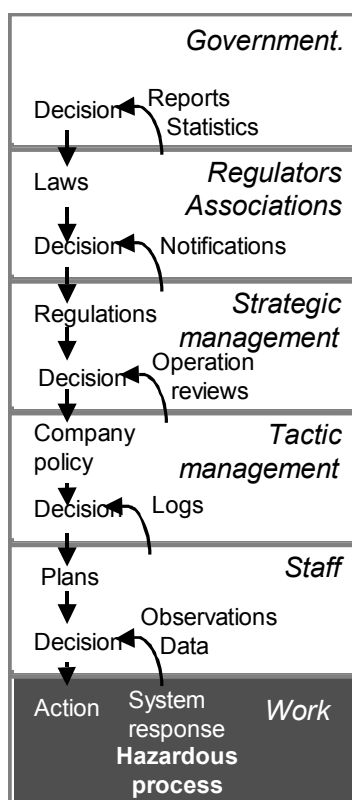 Government.
Reports
Decision
Statistics
Laws
Regulators
Associations
Decision
Notifications
Regulations
Strategic
management
Operation
Decision
reviews
Company
policy
Tactic
management
Decision
Logs
Plans
Staff
Observations
Decision
Data
Action
System
response
Work
Hazardous
process